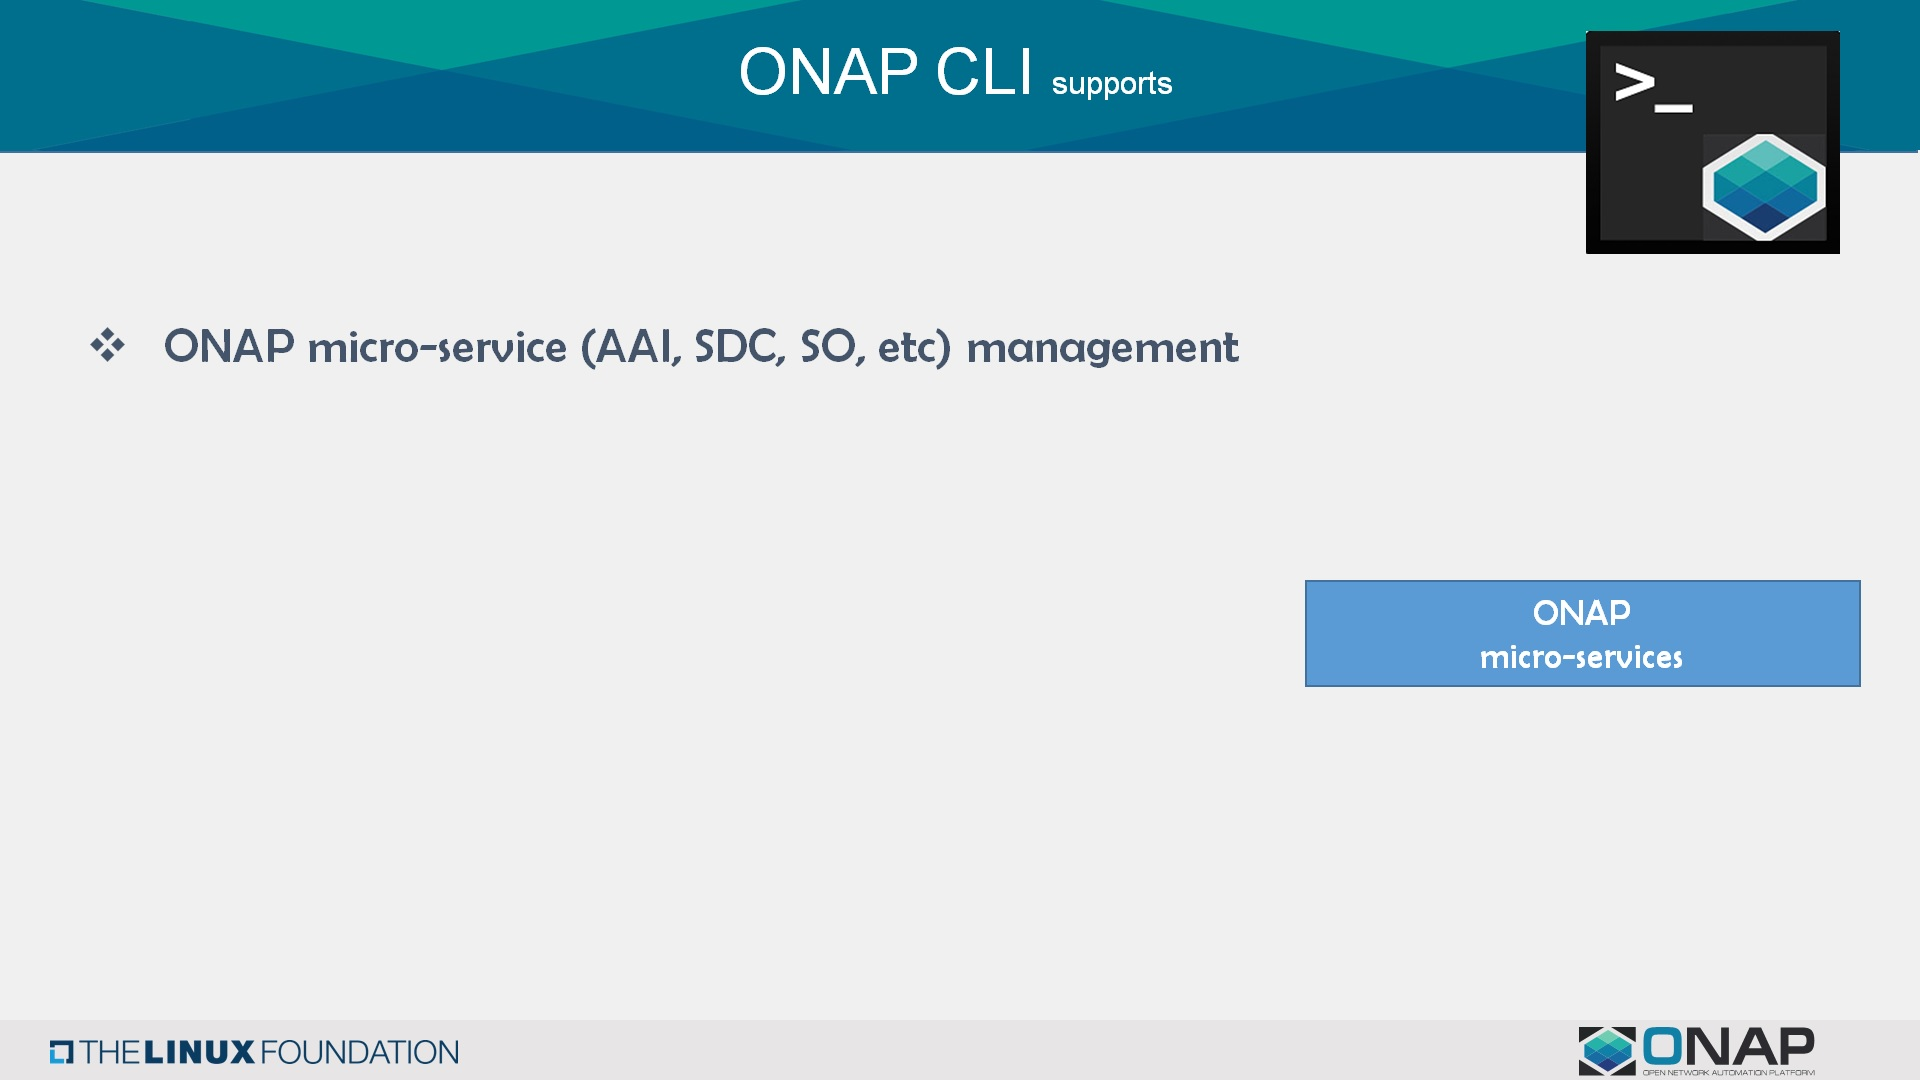 ONAP CLI supports
>_
❖ ONAP micro-service (AAI, SDC, SO, etc) management
ONAP
micro-services
THE LINUX FOUNDATION
ONAP
OPEN NETWORK AUTOMATION PLATFORM